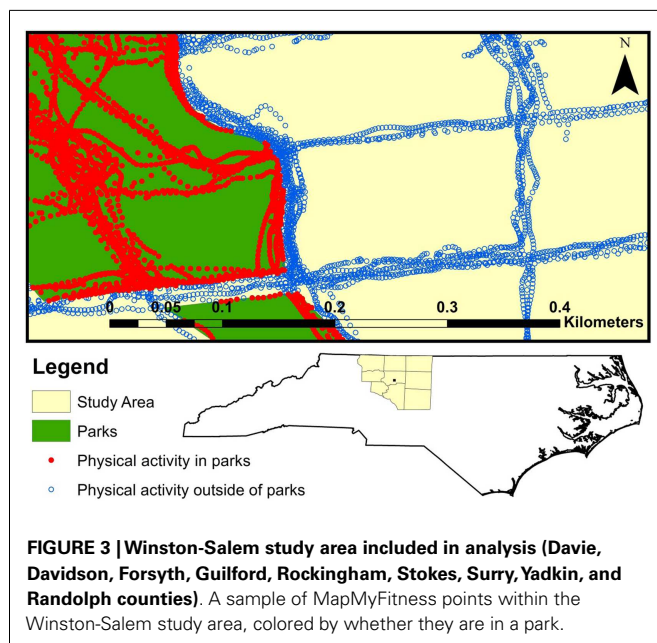 N
0 0.05 0.1 0.2 0.3 0.4
Kilometers
Legend
Study Area
Parks
Physical activity in parks
Physical activity outside of parks
FIGURE 3 | Winston-Salem study area included in analysis (Davie,
Davidson, Forsyth, Guilford, Rockingham, Stokes, Surry, Yadkin, and
Randolph counties). A sample of MapMyFitness points within the
Winston-Salem study area, colored by whether they are in a park.